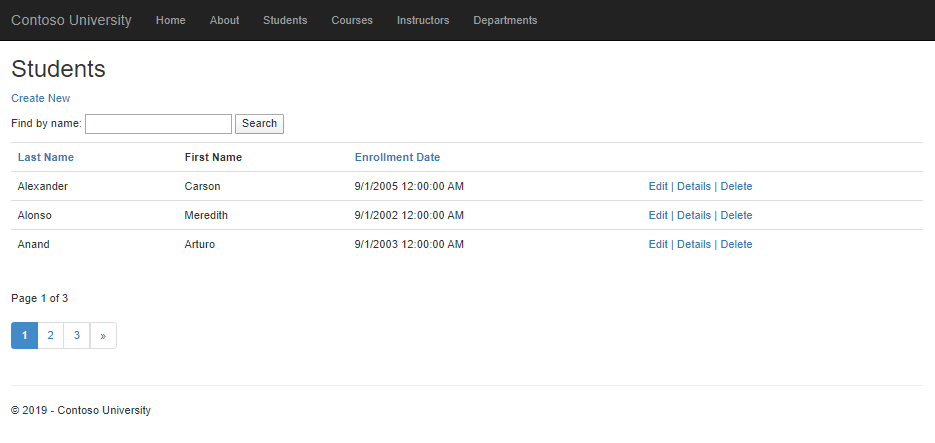 Contoso University Home About Students Courses Instructors Departments
Students
Create New
Find by name: Search
Last Name First Name Enrollment Date
Alexander Carson 9/1/2005 12:00:00 AM Edit | Details | Delete
Alonso Meredith 9/1/2002 12:00:00 AM Edit | Details | Delete
Anand Arturo 9/1/2003 12:00:00 AM Edit | Details | Delete
Page 1 of 3
1 2 3 »
© 2019 - Contoso University